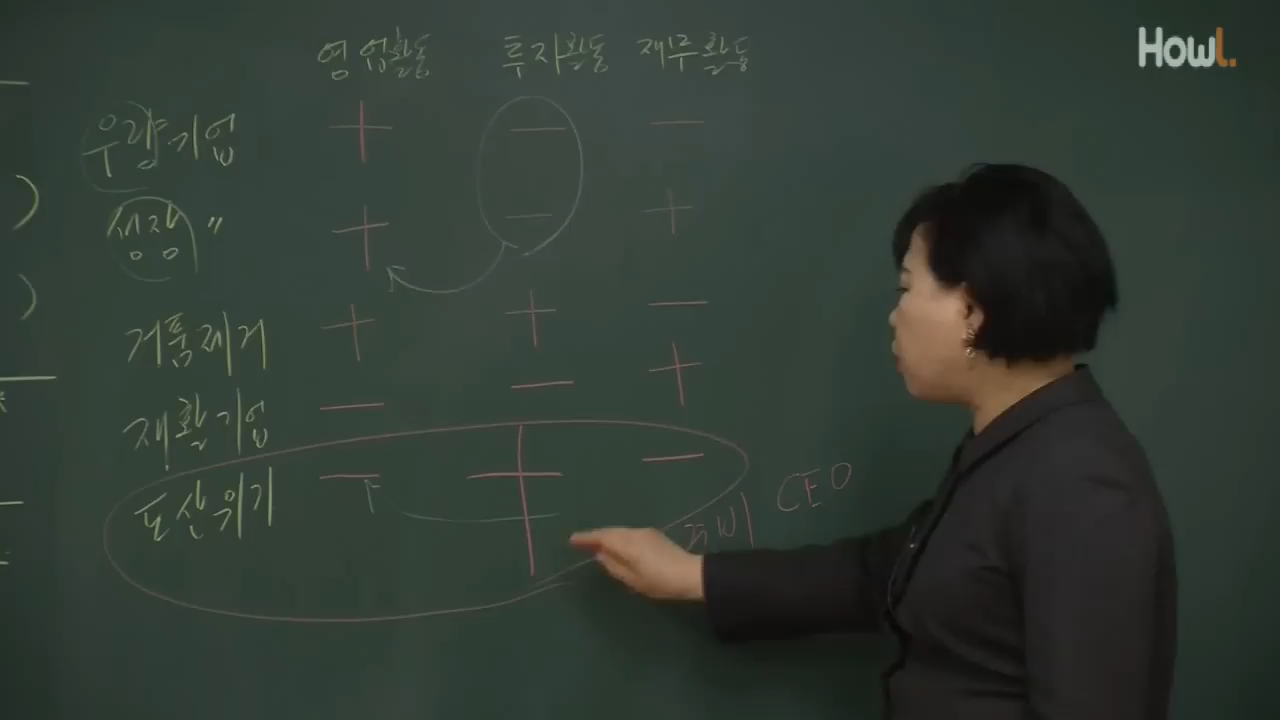 Howl.
영업활동 투자활동 재무활동
우량기업 + − −
성장 〃 + − +
거품제거 + + −
재활기업 − − +
도산위기 − + −
CEO